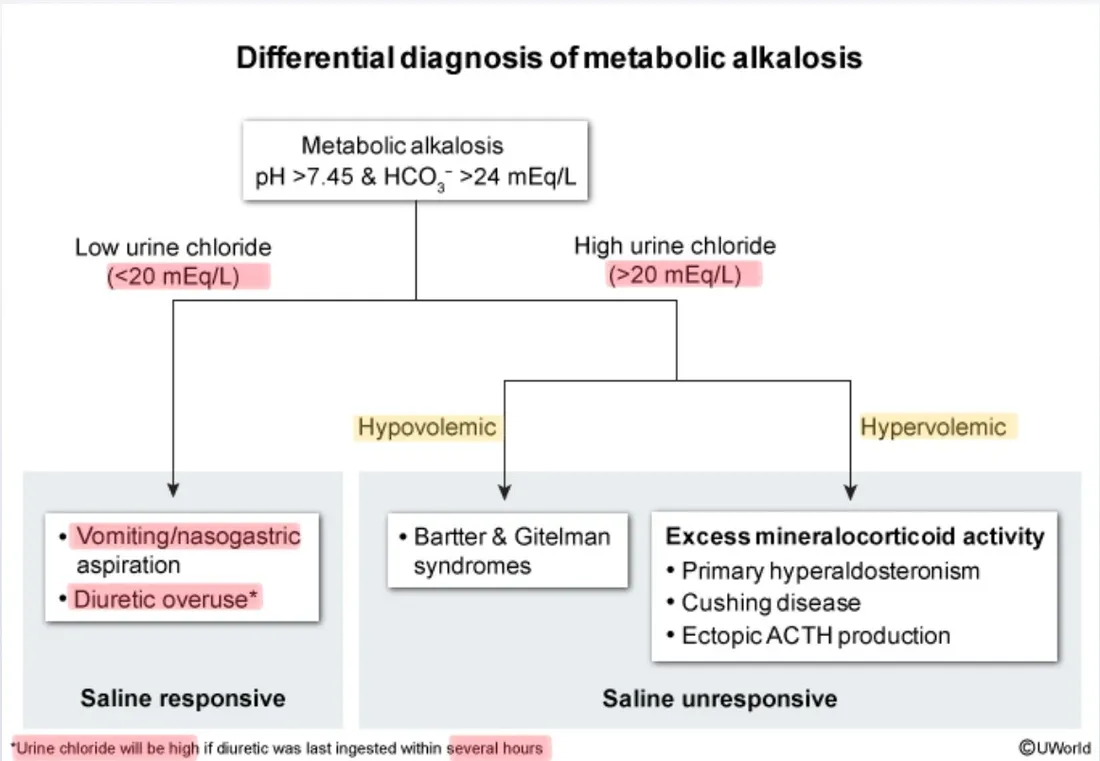 Differential diagnosis of metabolic alkalosis
Metabolic alkalosis
pH >7.45 & HCO₃⁻ >24 mEq/L
Low urine chloride
(<20 mEq/L)
High urine chloride
(>20 mEq/L)
Hypovolemic
Hypervolemic
• Vomiting/nasogastric
aspiration
• Diuretic overuse*
• Bartter & Gitelman
syndromes
Excess mineralocorticoid activity
• Primary hyperaldosteronism
• Cushing disease
• Ectopic ACTH production
Saline responsive
Saline unresponsive
*Urine chloride will be high if diuretic was last ingested within several hours
©UWorld